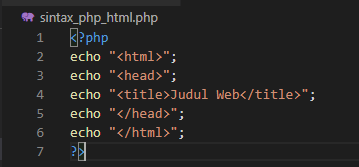 sintax_php_html.php
1 <?php
2 echo "<html>";
3 echo "<head>";
4 echo "<title>Judul Web</title>";
5 echo "</head>";
6 echo "</html>";
7 ?>